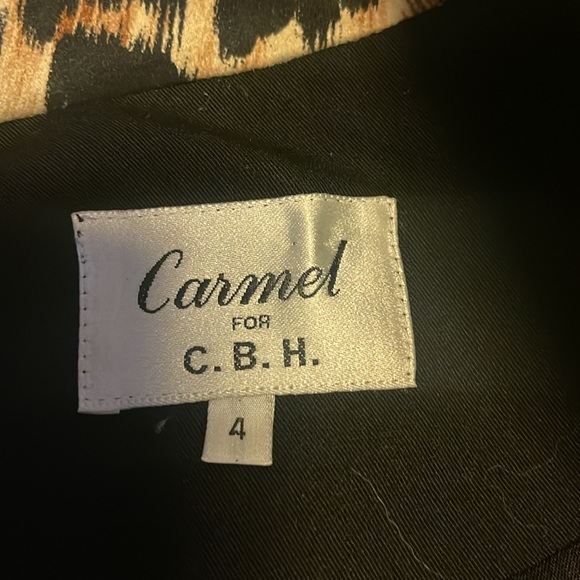 Carmel
FOR
C. B. H.
4